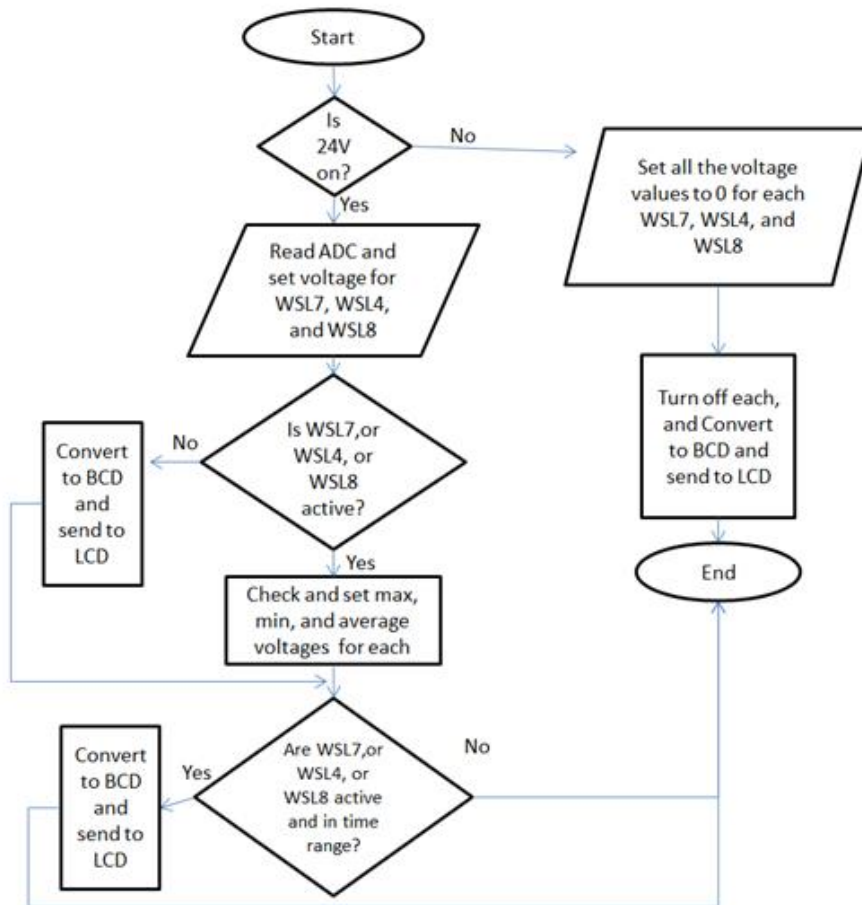 Start
Is
24V
on?
No
Yes
Set all the voltage
values to 0 for each
WSL7, WSL4, and
WSL8
Read ADC and
set voltage for
WSL7, WSL4,
and WSL8
Turn off each,
and Convert
to BCD and
send to LCD
Is WSL7,or
WSL4, or
WSL8
active?
No
Convert
to BCD
and
send to
LCD
Yes
End
Check and set max,
min, and average
voltages for each
Are WSL7,or
WSL4, or
WSL8 active
and in time
range?
No
Yes
Convert
to BCD
and
send to
LCD